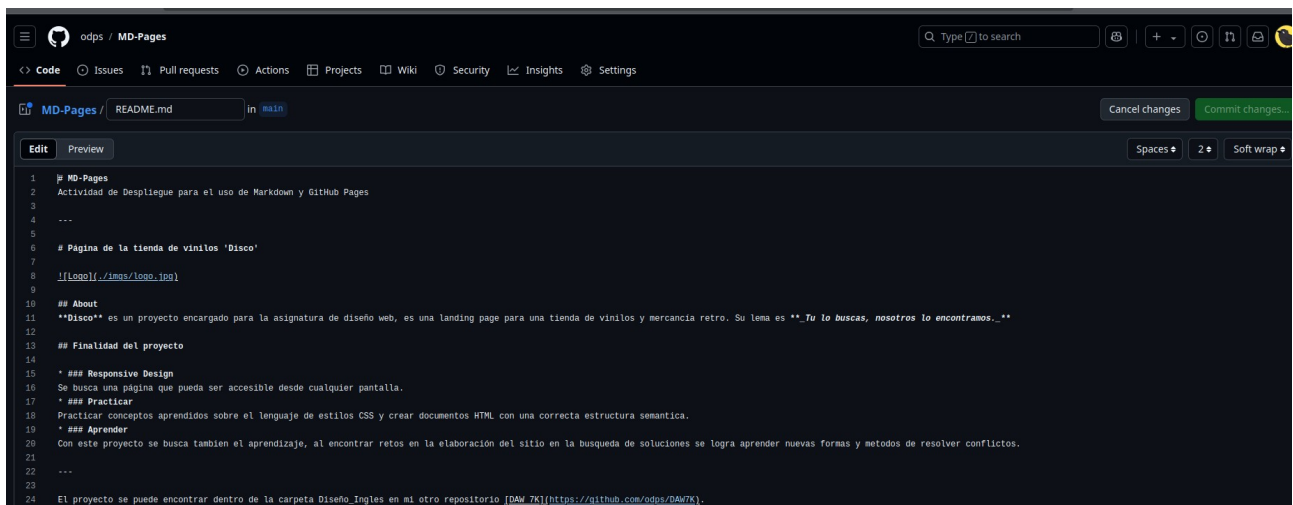 odps / MD-Pages
Type / to search
<> Code Issues Pull requests Actions Projects Wiki Security Insights Settings
MD-Pages / README.md in main
Cancel changes Commit changes...
Edit Preview
Spaces 2 Soft wrap
1 # MD-Pages
2 Actividad de Despliegue para el uso de Markdown y GitHub Pages
3
4 ---
5
6 # Página de la tienda de vinilos 'Disco'
7
8 ![Logo](./imgs/logo.jpg)
9
10 ## About
11 **Disco** es un proyecto encargado para la asignatura de diseño web, es una landing page para una tienda de vinilos y mercancia retro. Su lema es **_Tu lo buscas, nosotros lo encontramos._**
12
13 ## Finalidad del proyecto
14
15 * ### Responsive Design
16 Se busca una página que pueda ser accesible desde cualquier pantalla.
17 * ### Practicar
18 Practicar conceptos aprendidos sobre el lenguaje de estilos CSS y crear documentos HTML con una correcta estructura semantica.
19 * ### Aprender
20 Con este proyecto se busca tambien el aprendizaje, al encontrar retos en la elaboración del sitio en la busqueda de soluciones se logra aprender nuevas formas y metodos de resolver conflictos.
21
22 ---
23
24 El proyecto se puede encontrar dentro de la carpeta Diseño_Ingles en mi otro repositorio [DAW 7K](https://github.com/odps/DAW7K).